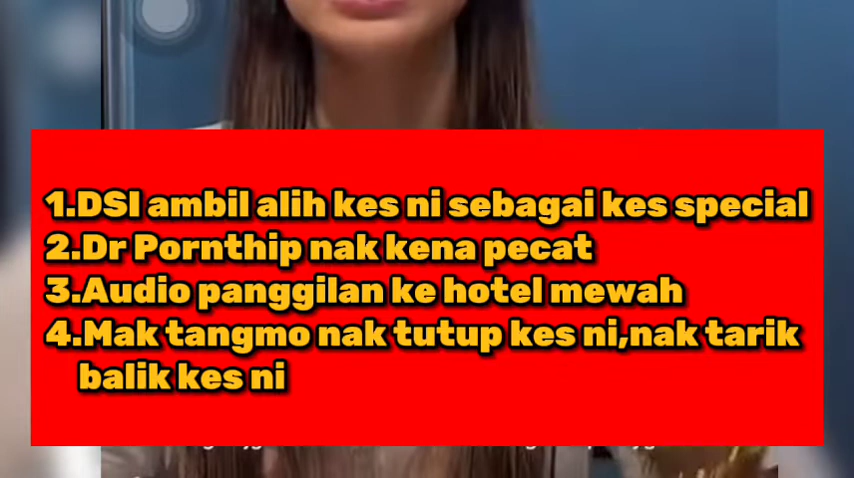 1.DSI ambil alih kes ni sebagai kes special
2.Dr Pornthip nak kena pecat
3.Audio panggilan ke hotel mewah
4.Mak tangmo nak tutup kes ni,nak tarik
balik kes ni